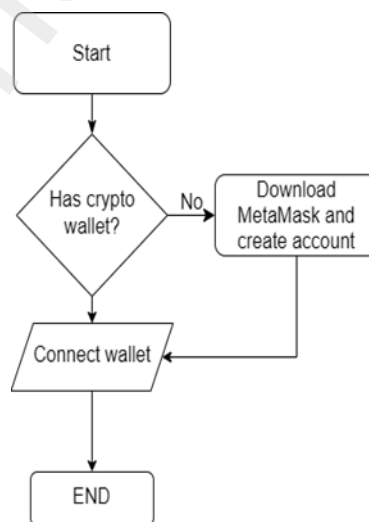 Start
Has crypto
wallet?
No
Download
MetaMask and
create account
Connect wallet
END